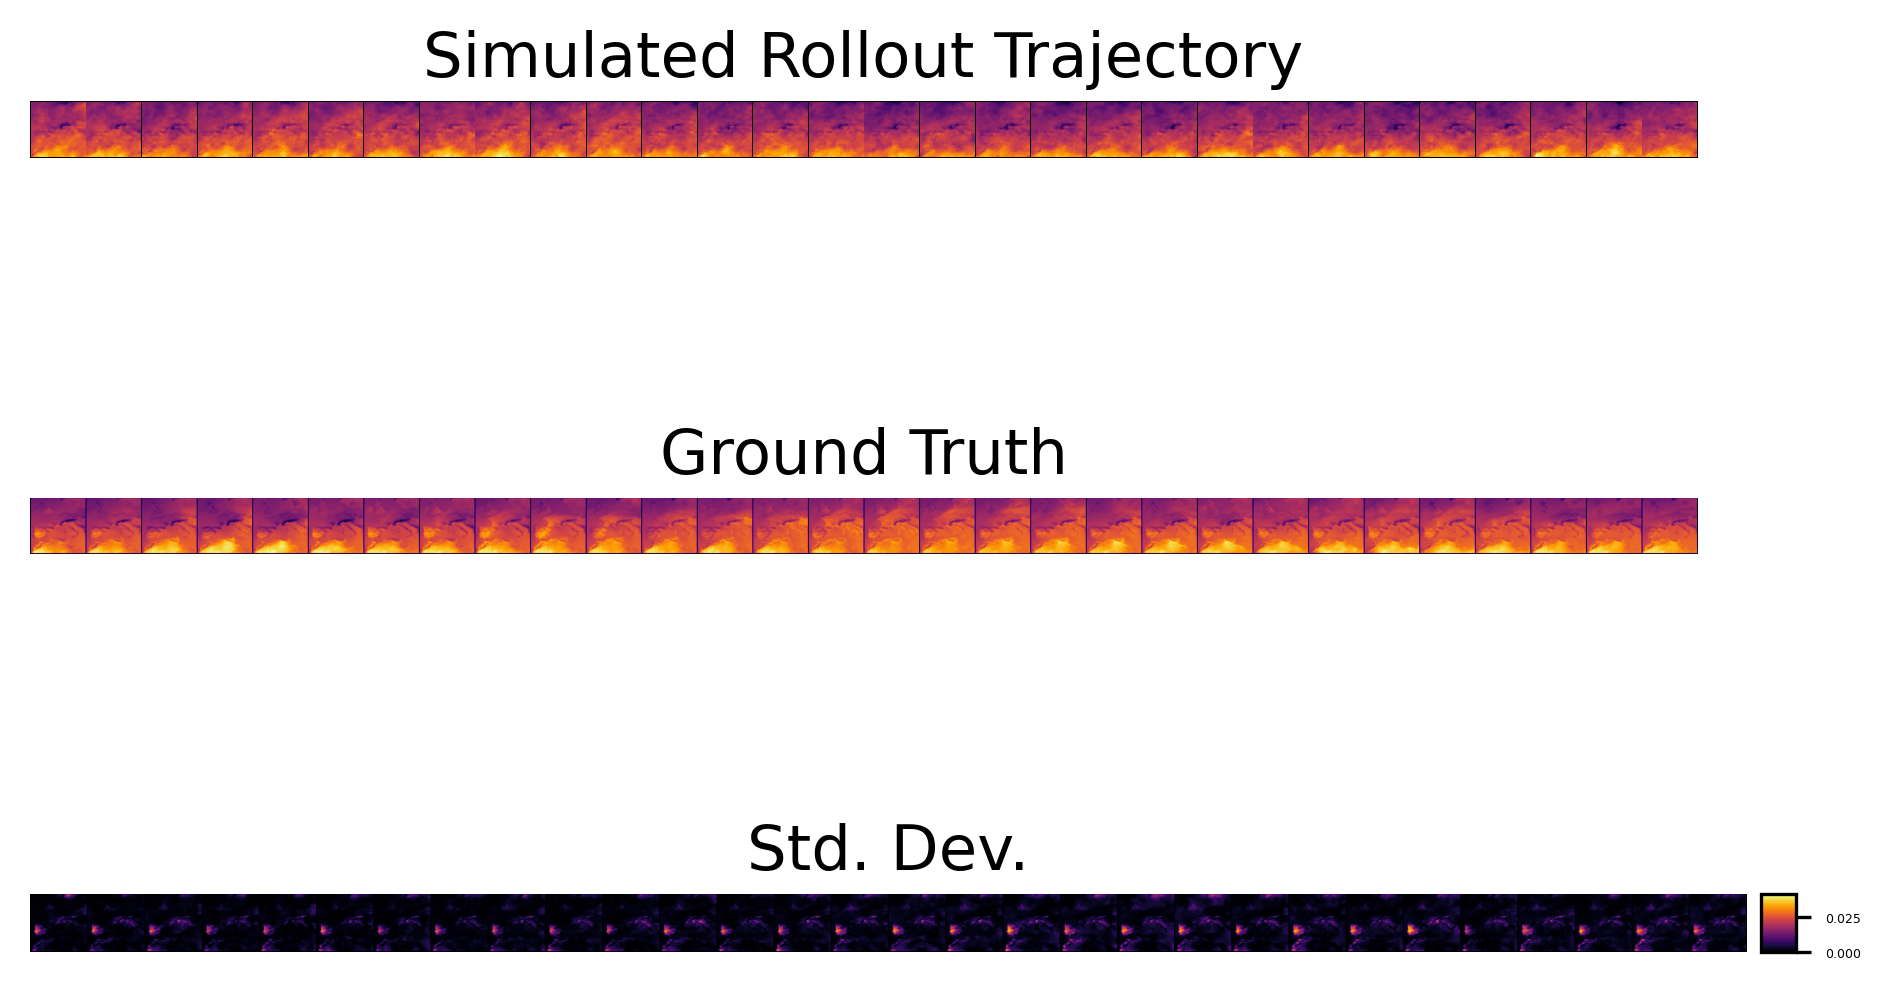 Simulated Rollout Trajectory
Ground Truth
Std. Dev.
0.025
0.000